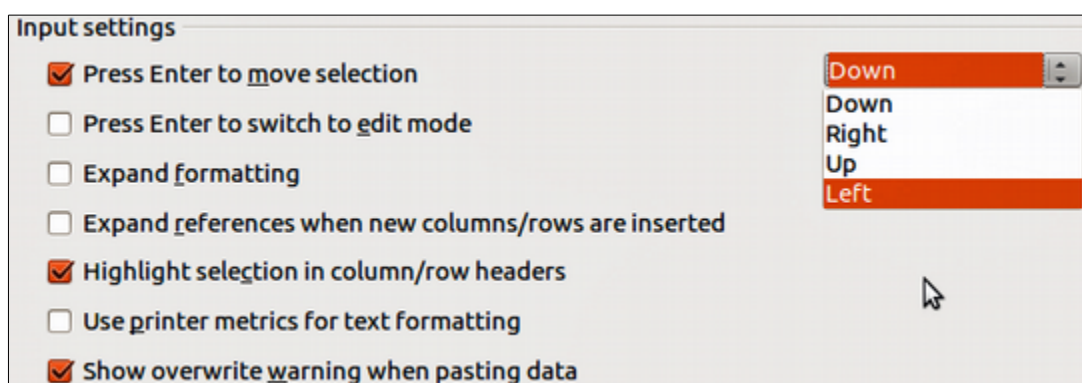 Input settings
Press Enter to move selection
Down
Down
Right
Up
Left
Press Enter to switch to edit mode
Expand formatting
Expand references when new columns/rows are inserted
Highlight selection in column/row headers
Use printer metrics for text formatting
Show overwrite warning when pasting data